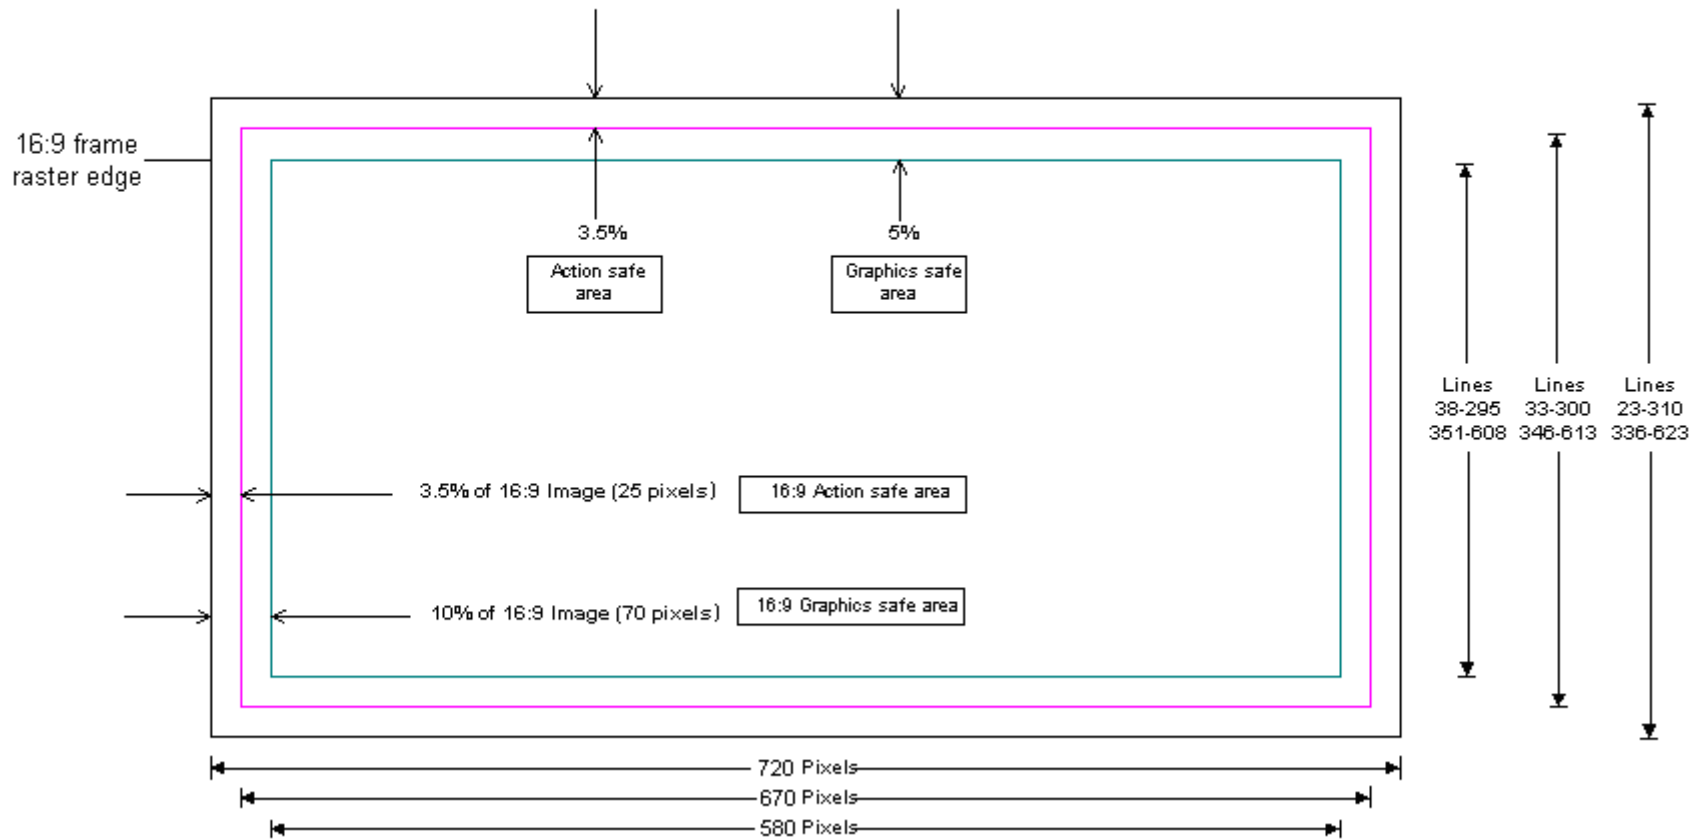 16:9 frame
raster edge
3.5%
5%
Action safe
area
Graphics safe
area
Lines
38-295
351-608
Lines
33-300
346-613
Lines
23-310
336-623
3.5% of 16:9 Image (25 pixels)
16:9 Action safe area
10% of 16:9 Image (70 pixels)
16:9 Graphics safe area
720 Pixels
670 Pixels
580 Pixels